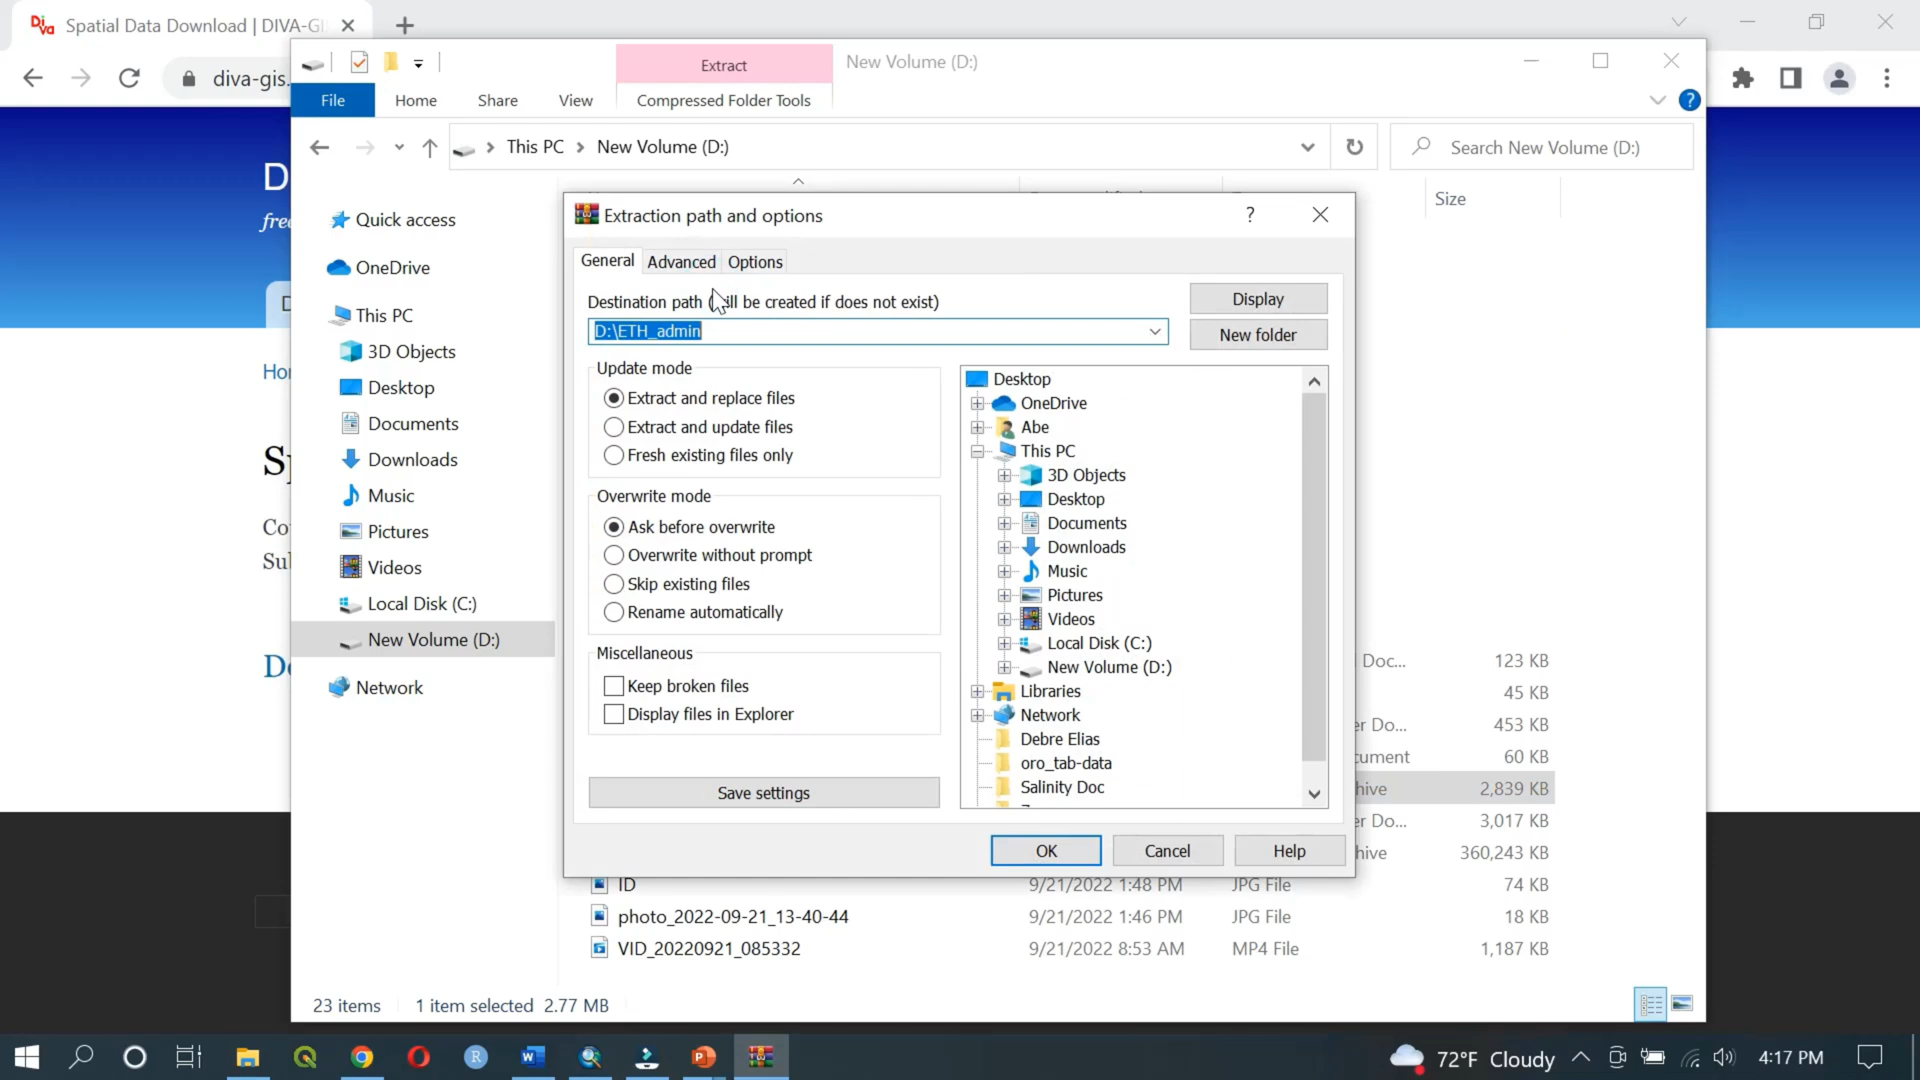 Spatial Data Download | DIVA-GI
diva-gis.
Extract
New Volume (D:)
File
Home
Share
View
Compressed Folder Tools
This PC
New Volume (D:)
Search New Volume (D:)
Size
D
free
Hom
Co
Sub
Quick access
OneDrive
This PC
3D Objects
Desktop
Documents
Downloads
Music
Pictures
Videos
Local Disk (C:)
New Volume (D:)
Network
Extraction path and options
?
General
Advanced
Options
Destination path (will be created if does not exist)
Display
D:\ETH_admin
New folder
Update mode
Extract and replace files
Extract and update files
Fresh existing files only
Overwrite mode
Ask before overwrite
Overwrite without prompt
Skip existing files
Rename automatically
Miscellaneous
Keep broken files
Display files in Explorer
Save settings
Desktop
OneDrive
Abe
This PC
3D Objects
Desktop
Documents
Downloads
Music
Pictures
Videos
Local Disk (C:)
New Volume (D:)
Libraries
Network
Debre Elias
oro_tab-data
Salinity Doc
OK
Cancel
Help
Doc... 123 KB
45 KB
er Do... 453 KB
cument 60 KB
hive 2,839 KB
er Do... 3,017 KB
hive 360,243 KB
ID 9/21/2022 1:48 PM JPG File 74 KB
photo_2022-09-21_13-40-44 9/21/2022 1:46 PM JPG File 18 KB
VID_20220921_085332 9/21/2022 8:53 AM MP4 File 1,187 KB
23 items 1 item selected 2.77 MB
72°F Cloudy
4:17 PM